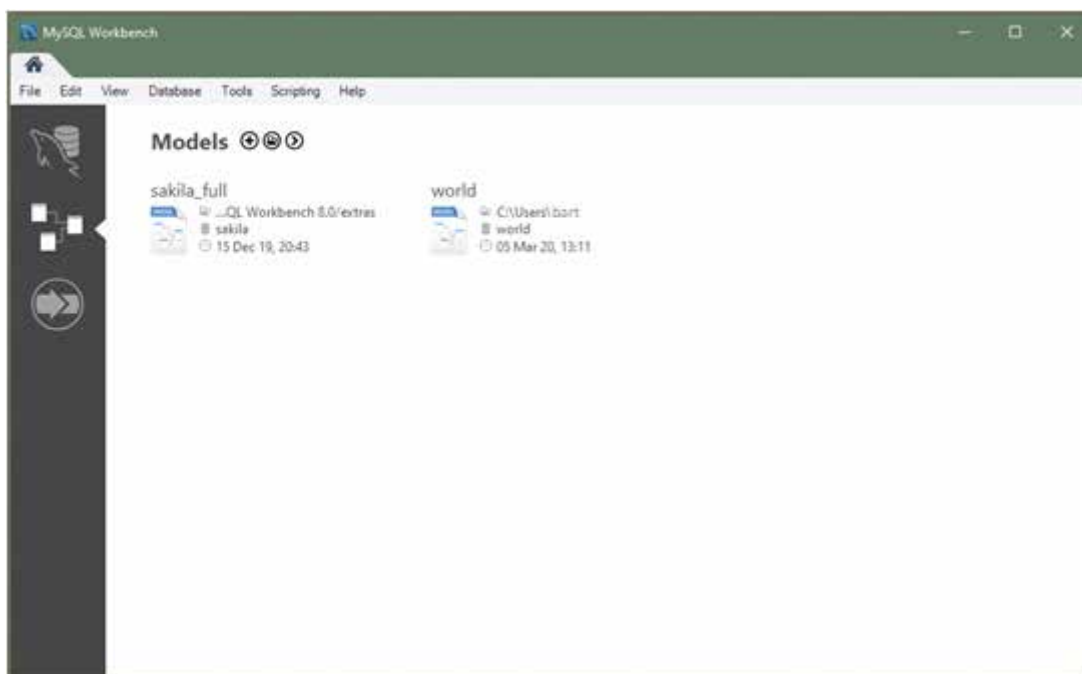 MySQL Workbench
File Edit View Database Tools Scripting Help
Models
sakila_full
...QL Workbench 8.0/extras
sakila
15 Dec 19, 20:43
world
C:\Users\bart
world
05 Mar 20, 13:11